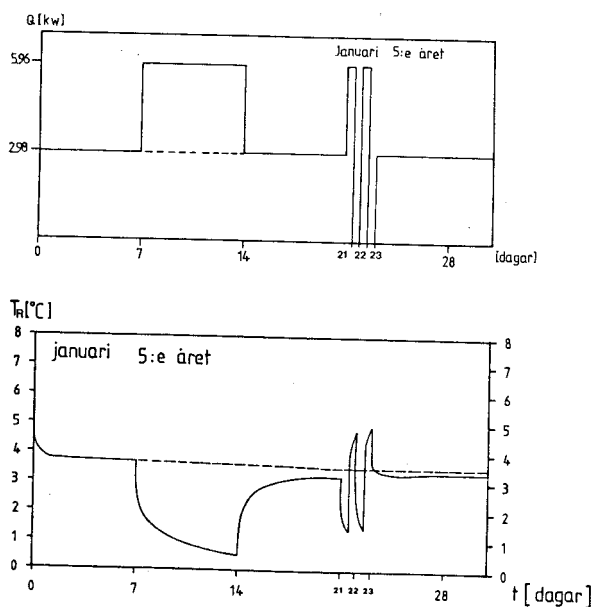 Q [kw]
Januari 5:e året
5.96
2.98
0 7 14 21 22 23 28 [dagar]
TR[°C]
januari 5:e året
8 8
7 7
6 6
5 5
4 4
3 3
2 2
1 1
0 0
0 7 14 21 22 23 28 t [dagar]